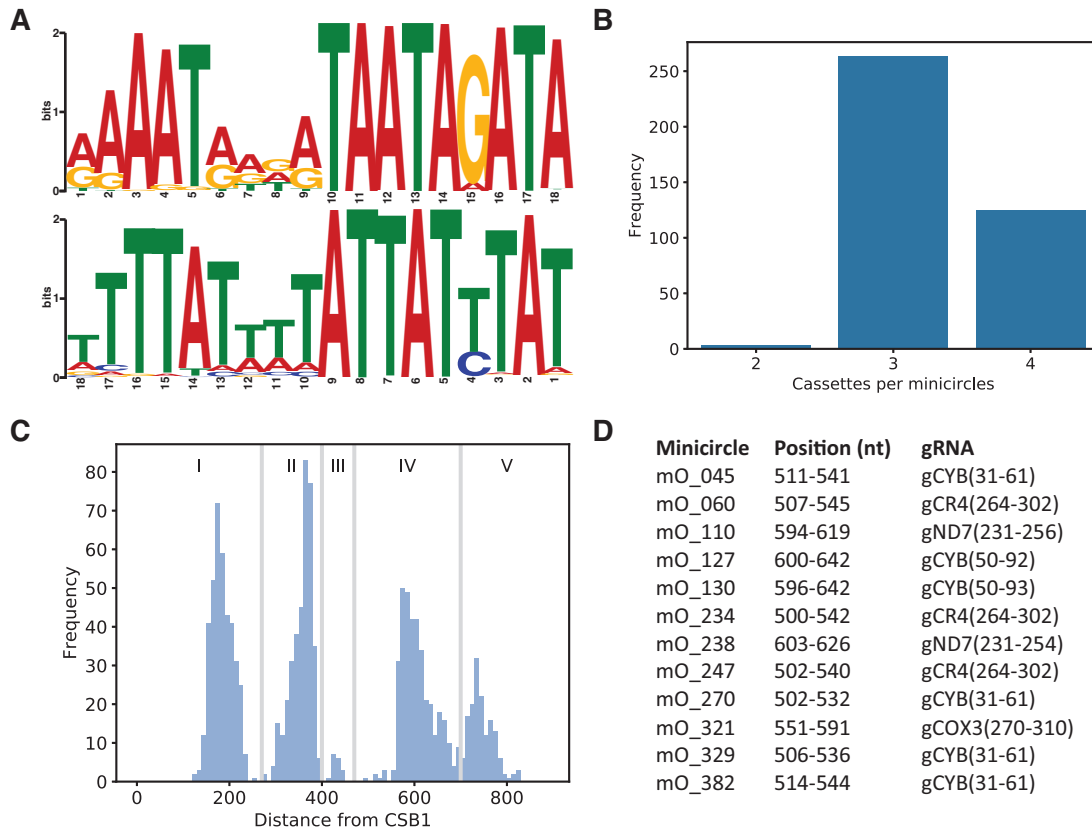 A
2
bits
1
0
AAAATAAGATAATAGATA
GG G GGAG A
1 2 3 4 5 6 7 8 9 10 11 12 13 14 15 16 17 18
2
bits
1
0
TTTTATTTTATTATTTAT
18 17 16 15 14 13 12 11 10 9 8 7 6 5 4 3 2 1
B
250
200
150
100
50
0
Frequency
2 3 4
Cassettes per minicircles
C
I II III IV V
80
70
60
50
40
30
20
10
0
Frequency
0 200 400 600 800
Distance from CSB1
D
Minicircle Position (nt) gRNA
mO_045 511-541 gCYB(31-61)
mO_060 507-545 gCR4(264-302)
mO_110 594-619 gND7(231-256)
mO_127 600-642 gCYB(50-92)
mO_130 596-642 gCYB(50-93)
mO_234 500-542 gCR4(264-302)
mO_238 603-626 gND7(231-254)
mO_247 502-540 gCR4(264-302)
mO_270 502-532 gCYB(31-61)
mO_321 551-591 gCOX3(270-310)
mO_329 506-536 gCYB(31-61)
mO_382 514-544 gCYB(31-61)